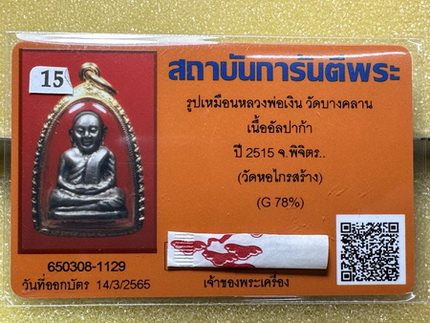 15
สถาบันการันตีพระ
รูปเหมือนหลวงพ่อเงิน วัดบางคลาน
เนื้ออัลปาก้า
ปี 2515 จ.พิจิตร..
(วัดหอไกรสร้าง)
(G 78%)
650308-1129
วันที่ออกบัตร 14/3/2565
เจ้าของพระเครื่อง